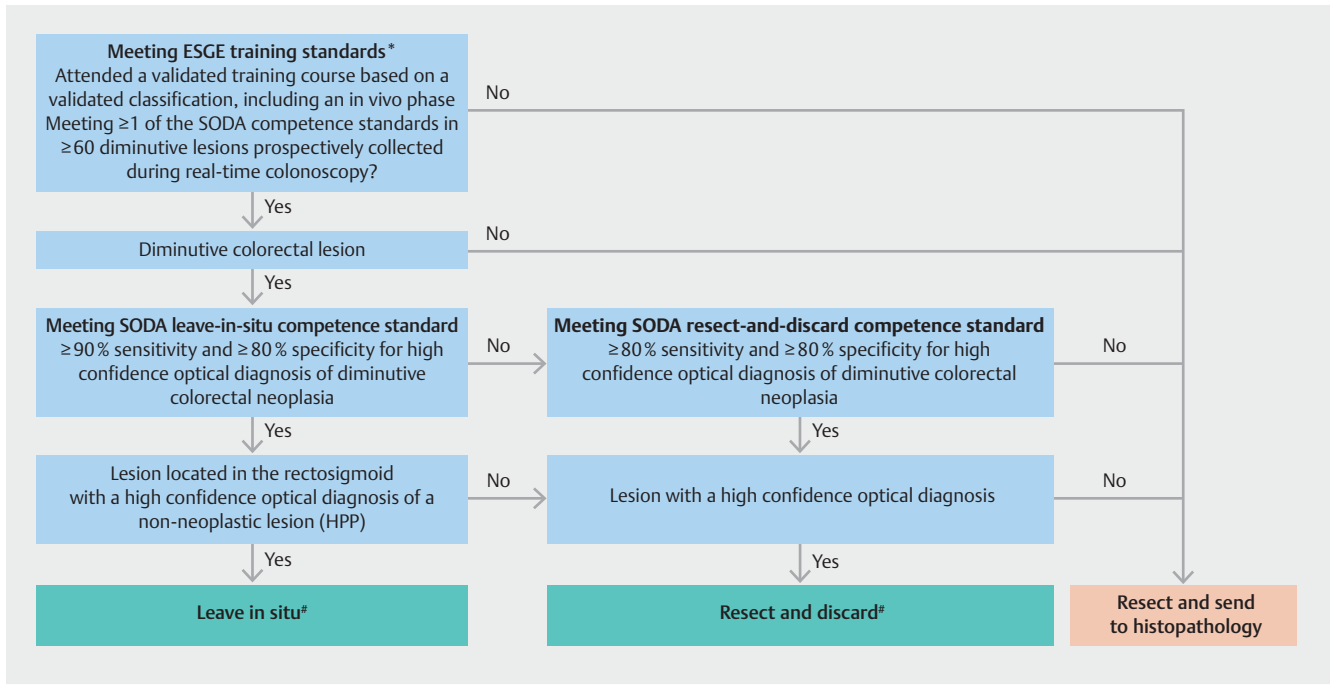 Meeting ESGE training standards*
Attended a validated training course based on a
validated classification, including an in vivo phase
Meeting ≥1 of the SODA competence standards in
≥60 diminutive lesions prospectively collected
during real-time colonoscopy?
No
Yes
Diminutive colorectal lesion
No
Yes
Meeting SODA leave-in-situ competence standard
≥90% sensitivity and ≥80% specificity for high
confidence optical diagnosis of diminutive
colorectal neoplasia
No
Meeting SODA resect-and-discard competence standard
≥80% sensitivity and ≥80% specificity for high
confidence optical diagnosis of diminutive colorectal
neoplasia
No
Yes
Yes
Lesion located in the rectosigmoid
with a high confidence optical diagnosis of a
non-neoplastic lesion (HPP)
No
Lesion with a high confidence optical diagnosis
No
Yes
Yes
Leave in situ#
Resect and discard#
Resect and send
to histopathology